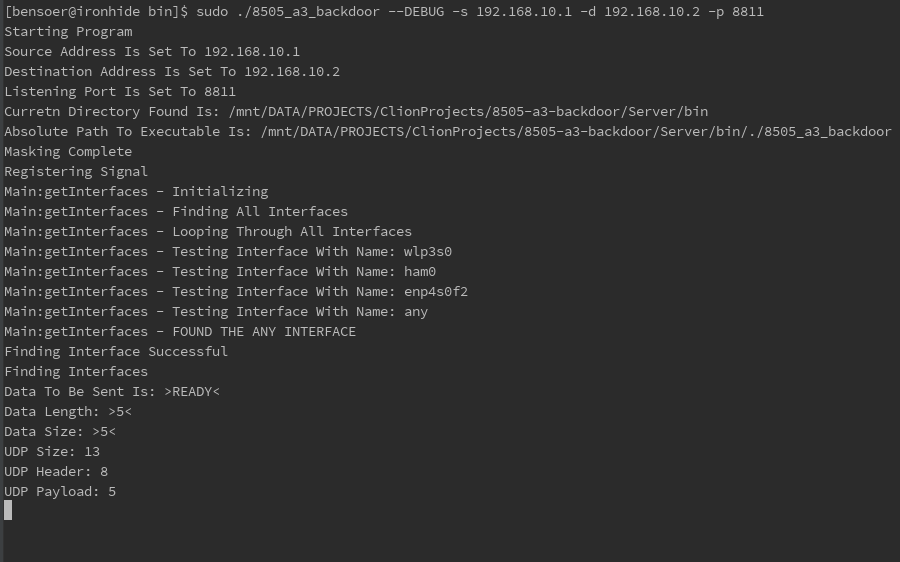 [bensoer@ironhide bin]$ sudo ./8505_a3_backdoor --DEBUG -s 192.168.10.1 -d 192.168.10.2 -p 8811
Starting Program
Source Address Is Set To 192.168.10.1
Destination Address Is Set To 192.168.10.2
Listening Port Is Set To 8811
Curretn Directory Found Is: /mnt/DATA/PROJECTS/ClionProjects/8505-a3-backdoor/Server/bin
Absolute Path To Executable Is: /mnt/DATA/PROJECTS/ClionProjects/8505-a3-backdoor/Server/bin/./8505_a3_backdoor
Masking Complete
Registering Signal
Main:getInterfaces - Initializing
Main:getInterfaces - Finding All Interfaces
Main:getInterfaces - Looping Through All Interfaces
Main:getInterfaces - Testing Interface With Name: wlp3s0
Main:getInterfaces - Testing Interface With Name: ham0
Main:getInterfaces - Testing Interface With Name: enp4s0f2
Main:getInterfaces - Testing Interface With Name: any
Main:getInterfaces - FOUND THE ANY INTERFACE
Finding Interface Successful
Finding Interfaces
Data To Be Sent Is: >READY<
Data Length: >5<
Data Size: >5<
UDP Size: 13
UDP Header: 8
UDP Payload: 5